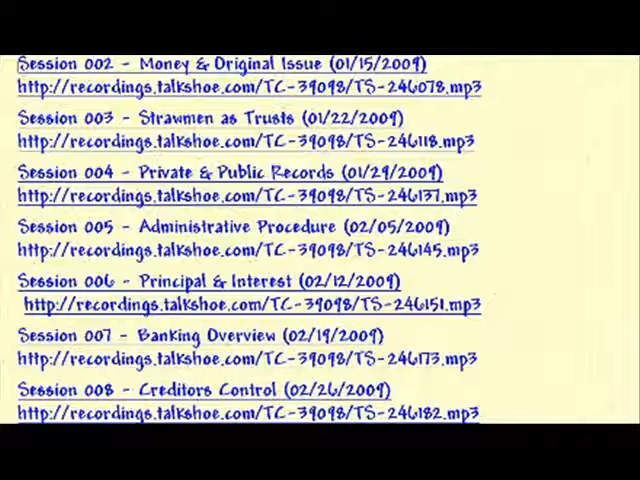 Session 002 - Money & Original Issue (01/15/2009)
http://recordings.talkshoe.com/TC-39098/TS-246078.mp3
Session 003 - Strawmen as Trusts (01/22/2009)
http://recordings.talkshoe.com/TC-39098/TS-246118.mp3
Session 004 - Private & Public Records (01/29/2009)
http://recordings.talkshoe.com/TC-39098/TS-246137.mp3
Session 005 - Administrative Procedure (02/05/2009)
http://recordings.talkshoe.com/TC-39098/TS-246145.mp3
Session 006 - Principal & Interest (02/12/2009)
http://recordings.talkshoe.com/TC-39098/TS-246151.mp3
Session 007 - Banking Overview (02/19/2009)
http://recordings.talkshoe.com/TC-39098/TS-246173.mp3
Session 008 - Creditors Control (02/26/2009)
http://recordings.talkshoe.com/TC-39098/TS-246182.mp3